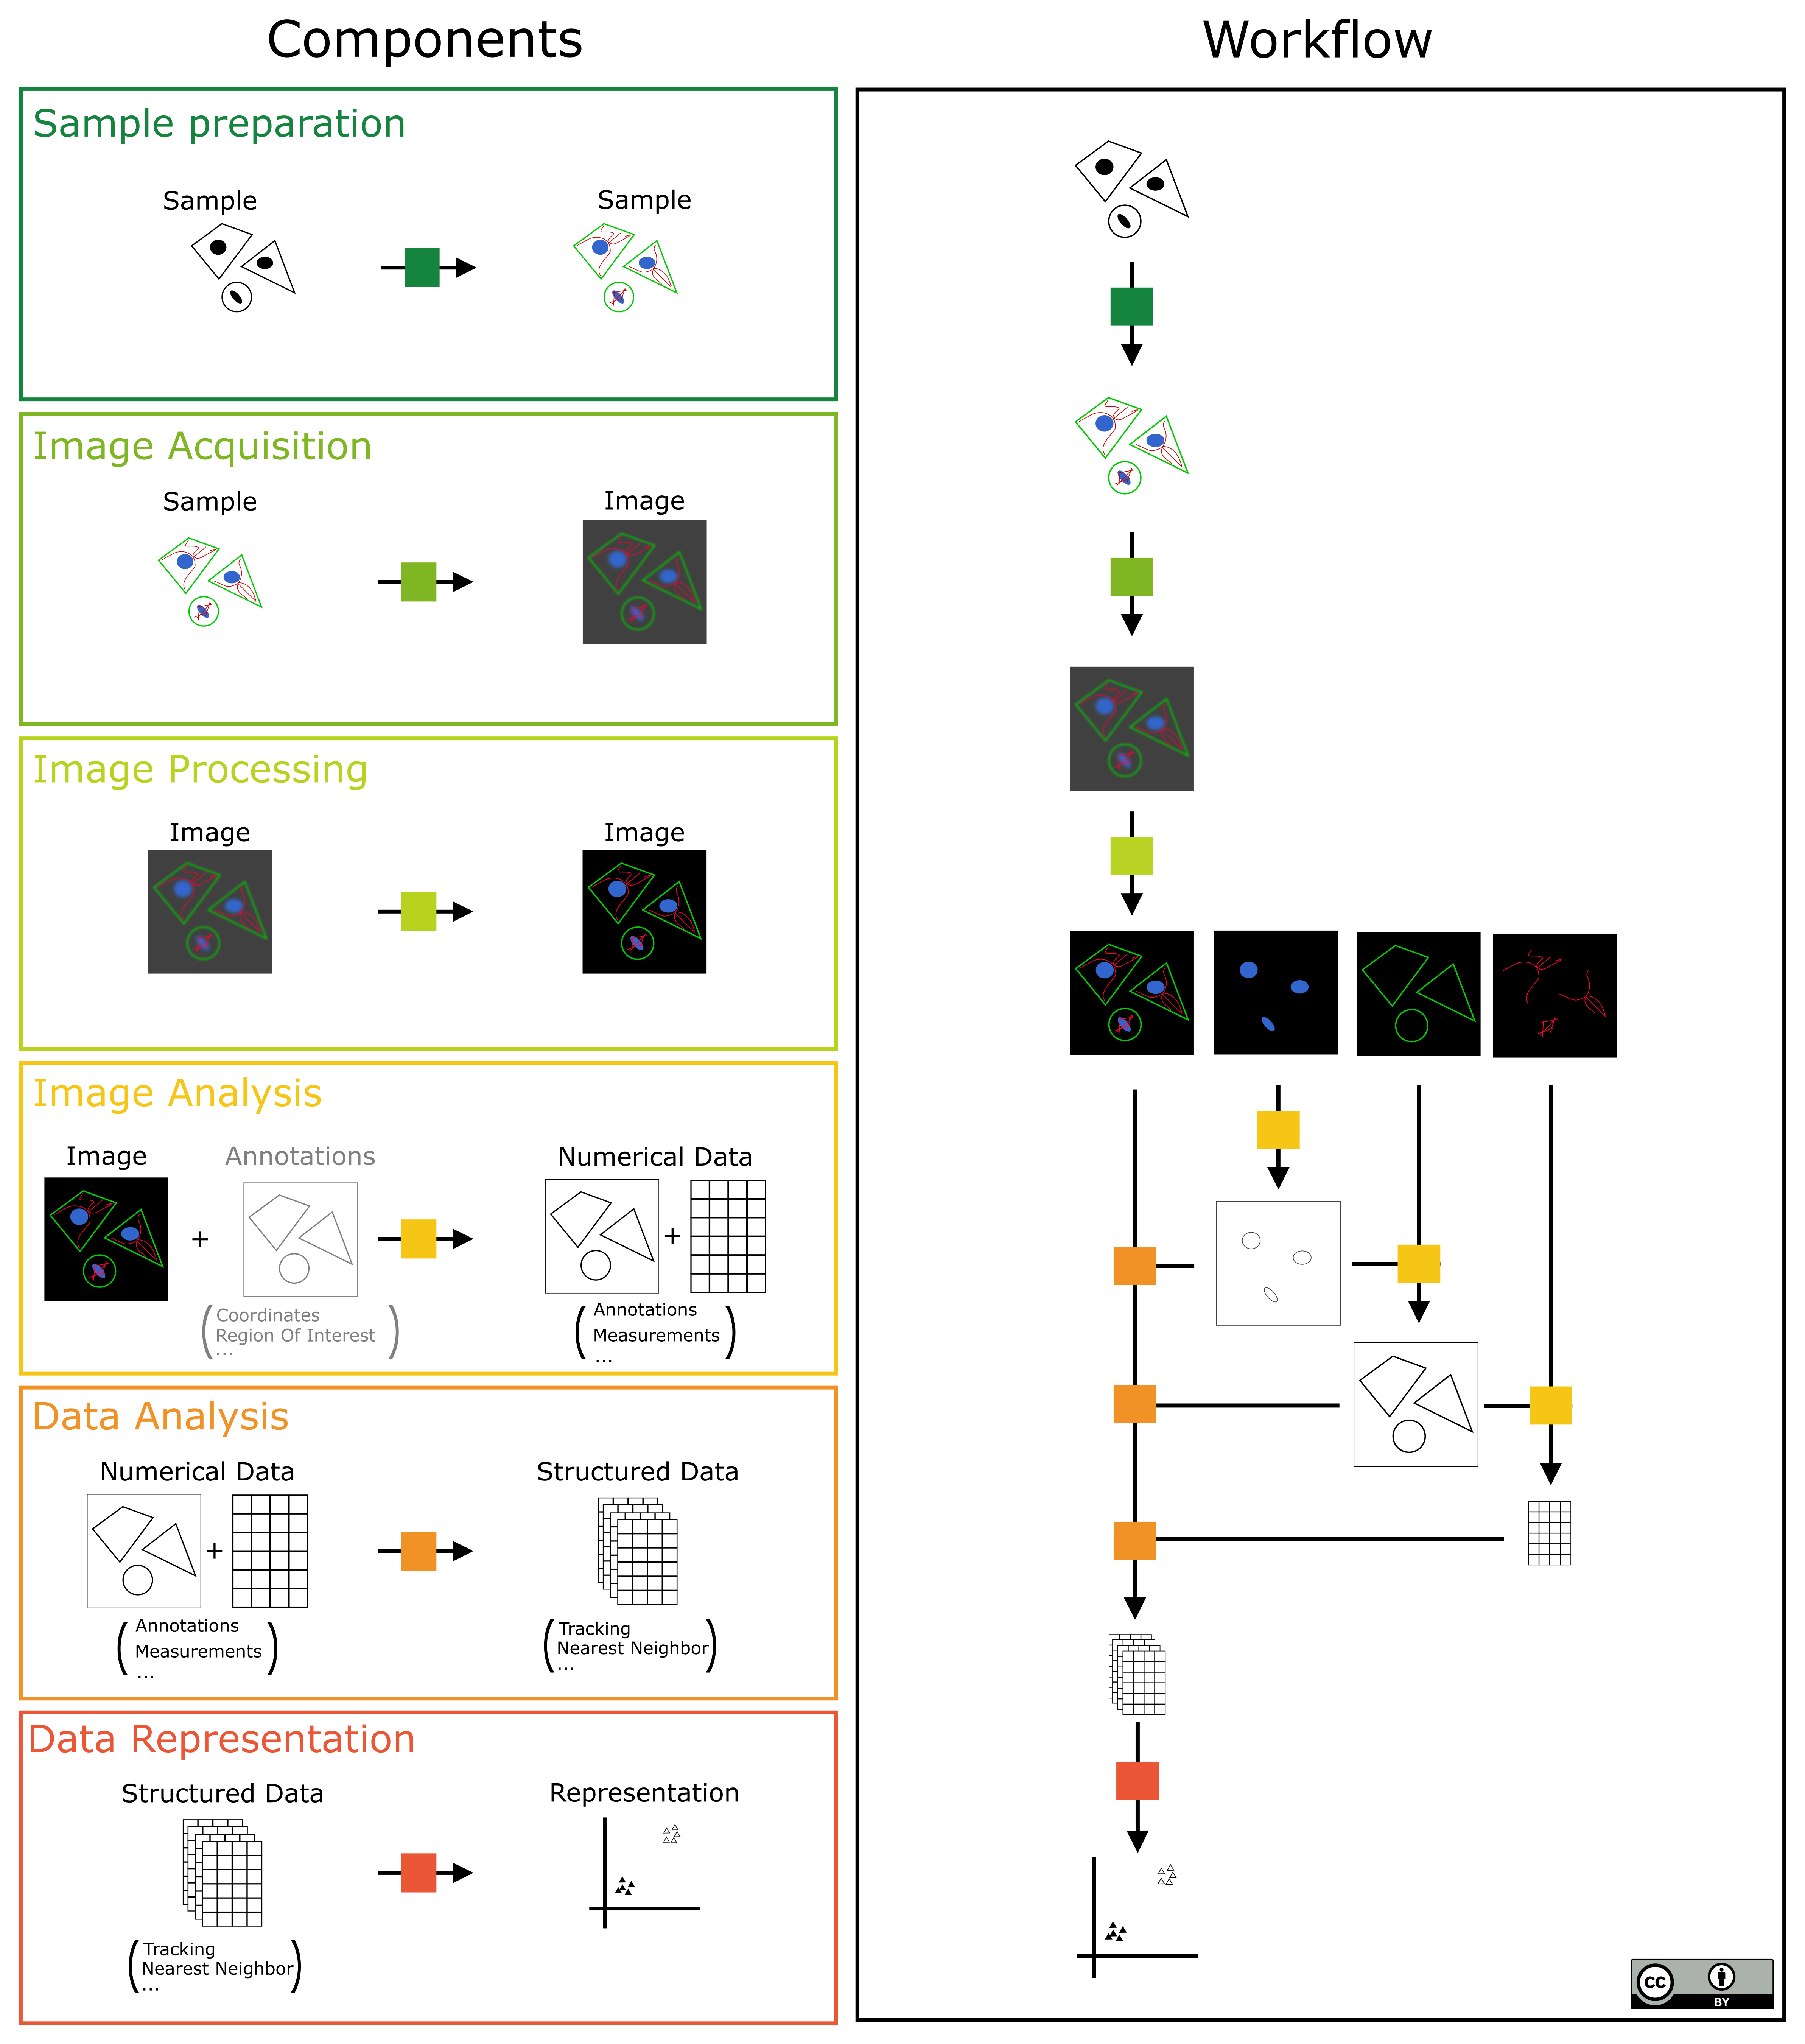 Components
Workflow
Sample preparation
Sample
Sample
Image Acquisition
Sample
Image
Image Processing
Image
Image
Image Analysis
Image
+
Annotations
Numerical Data
+
Coordinates
Region Of Interest
...
Annotations
Measurements
...
Data Analysis
Numerical Data
Structured Data
+
Annotations
Measurements
...
Tracking
Nearest Neighbor
...
Data Representation
Structured Data
Representation
Tracking
Nearest Neighbor
...
cc
BY